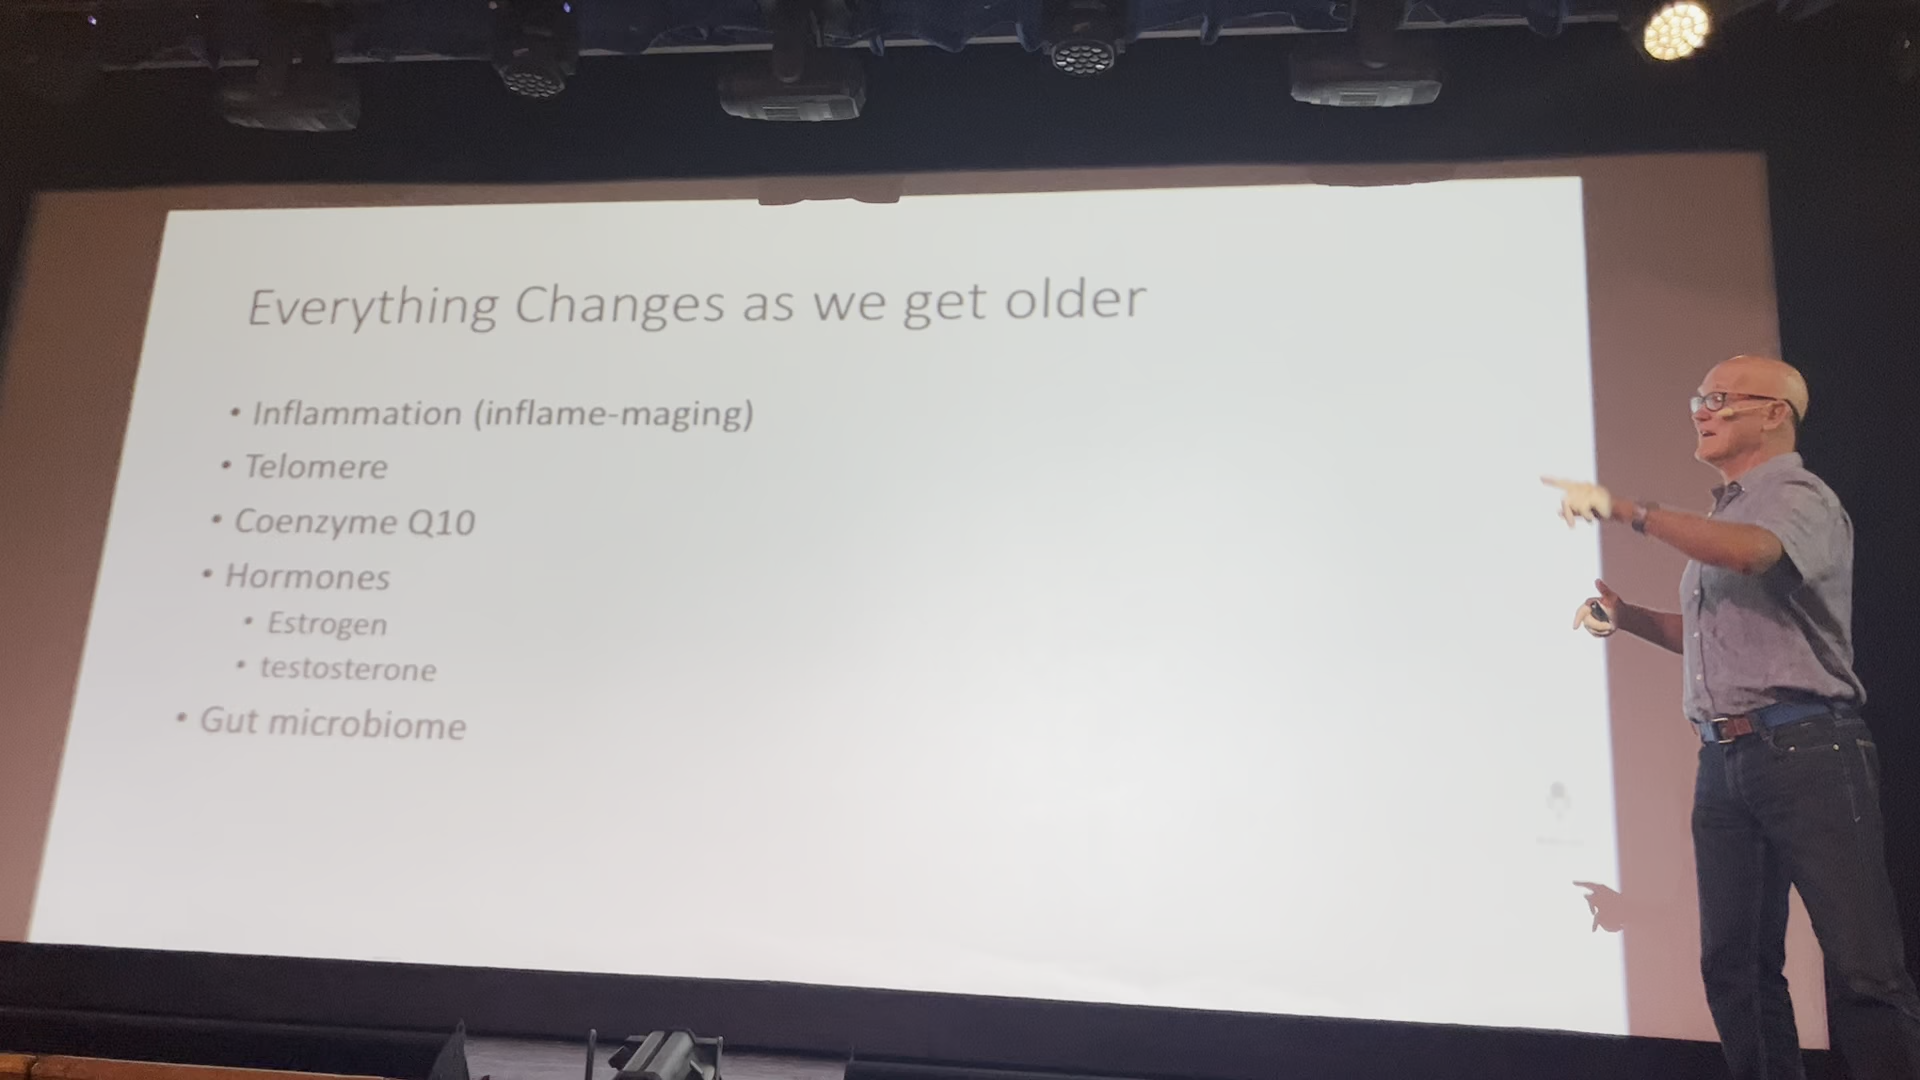 Everything Changes as we get older
• Inflammation (inflame-maging)
• Telomere
• Coenzyme Q10
• Hormones
• Estrogen
• testosterone
• Gut microbiome